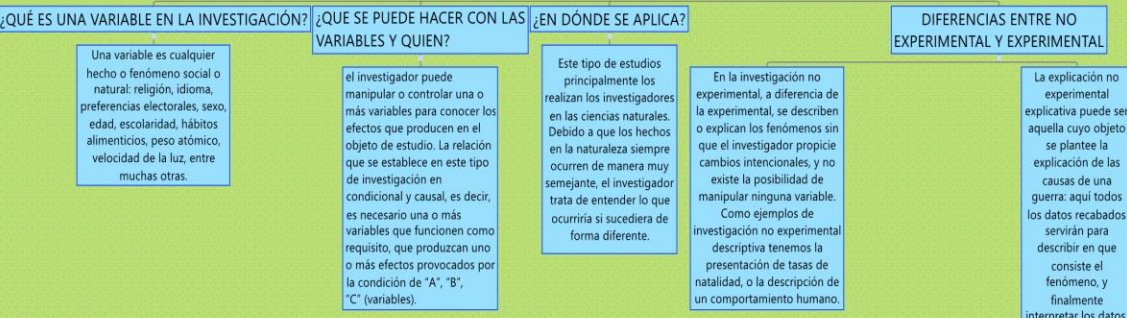 ¿QUÉ ES UNA VARIABLE EN LA INVESTIGACIÓN?
Una variable es cualquier
hecho o fenómeno social o
natural: religión, idioma,
preferencias electorales, sexo,
edad, escolaridad, hábitos
alimenticios, peso atómico,
velocidad de la luz, entre
muchas otras.
¿QUE SE PUEDE HACER CON LAS
VARIABLES Y QUIEN?
el investigador puede
manipular o controlar una o
más variables para conocer los
efectos que producen en el
objeto de estudio. La relación
que se establece en este tipo
de investigación en
condicional y causal, es decir,
es necesario una o más
variables que funcionen como
requisito, que produzcan uno
o más efectos provocados por
la condición de "A", "B",
"C" (variables).
¿EN DÓNDE SE APLICA?
Este tipo de estudios
principalmente los
realizan los investigadores
en las ciencias naturales.
Debido a que los hechos
en la naturaleza siempre
ocurren de manera muy
semejante, el investigador
trata de entender lo que
ocurriría si sucediera de
forma diferente.
DIFERENCIAS ENTRE NO
EXPERIMENTAL Y EXPERIMENTAL
En la investigación no
experimental, a diferencia de
la experimental, se describen
o explican los fenómenos sin
que el investigador propicie
cambios intencionales, y no
existe la posibilidad de
manipular ninguna variable.
Como ejemplos de
investigación no experimental
descriptiva tenemos la
presentación de tasas de
natalidad, o la descripción de
un comportamiento humano.
La explicación no
experimental
explicativa puede ser
aquella cuyo objeto
se plantee la
explicación de las
causas de una
guerra: aquí todos
los datos recabados
servirán para
describir en que
consiste el
fenómeno, y
finalmente
interpretar los datos